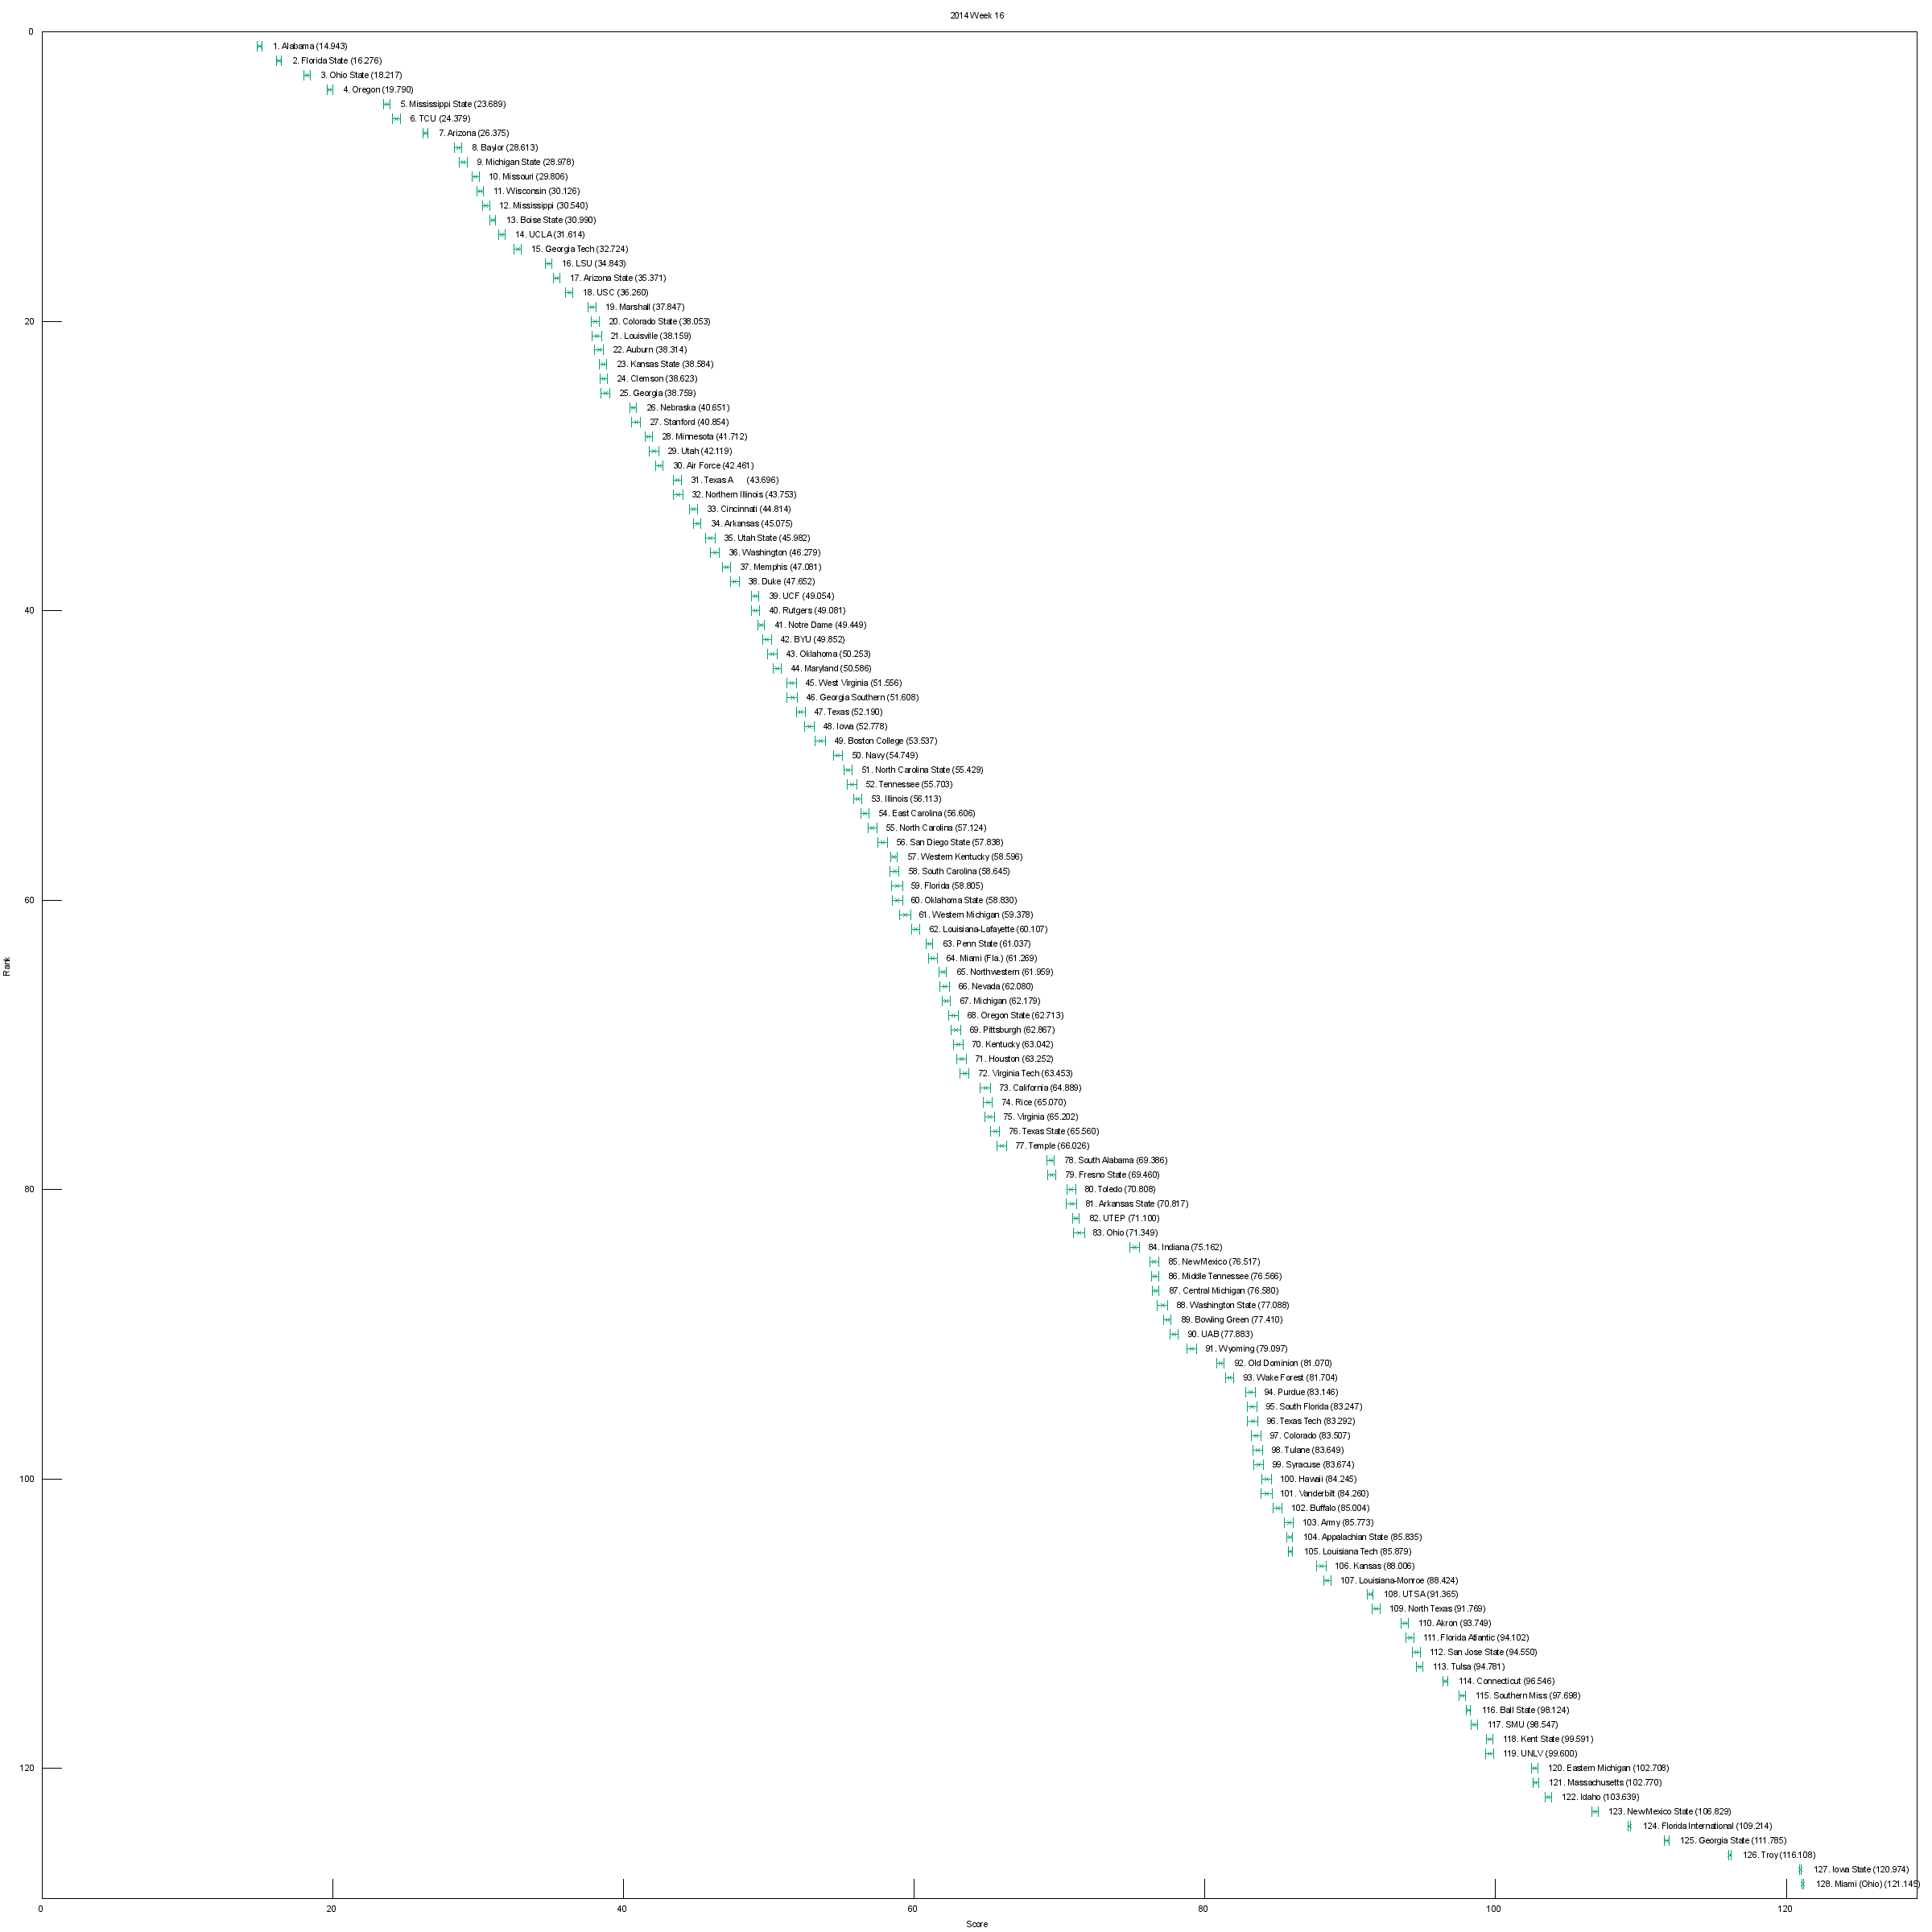 2014 Week 16
0
1. Alabama (14.943)
2. Florida State (16.276)
3. Ohio State (18.217)
4. Oregon (19.790)
5. Mississippi State (23.689)
6. TCU (24.379)
7. Arizona (26.375)
8. Baylor (28.613)
9. Michigan State (28.978)
10. Missouri (29.806)
11. Wisconsin (30.126)
12. Mississippi (30.540)
13. Boise State (30.990)
14. UCLA (31.614)
15. Georgia Tech (32.724)
16. LSU (34.843)
17. Arizona State (35.371)
18. USC (36.260)
19. Marshall (37.847)
20
20. Colorado State (38.053)
21. Louisville (38.159)
22. Auburn (38.314)
23. Kansas State (38.584)
24. Clemson (38.623)
25. Georgia (38.759)
26. Nebraska (40.651)
27. Stanford (40.854)
28. Minnesota (41.712)
29. Utah (42.119)
30. Air Force (42.461)
31. Texas A (43.696)
32. Northern Illinois (43.753)
33. Cincinnati (44.814)
34. Arkansas (45.075)
35. Utah State (45.982)
36. Washington (46.279)
37. Memphis (47.081)
38. Duke (47.652)
39. UCF (49.054)
40
40. Rutgers (49.081)
41. Notre Dame (49.449)
42. BYU (49.852)
43. Oklahoma (50.253)
44. Maryland (50.586)
45. West Virginia (51.556)
46. Georgia Southern (51.608)
47. Texas (52.190)
48. Iowa (52.778)
49. Boston College (53.537)
50. Navy (54.749)
51. North Carolina State (55.429)
52. Tennessee (55.703)
53. Illinois (56.113)
54. East Carolina (56.606)
55. North Carolina (57.124)
56. San Diego State (57.838)
57. Western Kentucky (58.596)
58. South Carolina (58.645)
59. Florida (58.805)
60
60. Oklahoma State (58.830)
61. Western Michigan (59.378)
62. Louisiana-Lafayette (60.107)
63. Penn State (61.037)
64. Miami (Fla.) (61.269)
Rank
65. Northwestern (61.959)
66. Nevada (62.080)
67. Michigan (62.179)
68. Oregon State (62.713)
69. Pittsburgh (62.867)
70. Kentucky (63.042)
71. Houston (63.252)
72. Virginia Tech (63.453)
73. California (64.889)
74. Rice (65.070)
75. Virginia (65.202)
76. Texas State (65.560)
77. Temple (66.026)
78. South Alabama (69.386)
79. Fresno State (69.460)
80
80. Toledo (70.808)
81. Arkansas State (70.817)
82. UTEP (71.100)
83. Ohio (71.349)
84. Indiana (75.162)
85. New Mexico (76.517)
86. Middle Tennessee (76.566)
87. Central Michigan (76.580)
88. Washington State (77.088)
89. Bowling Green (77.410)
90. UAB (77.883)
91. Wyoming (79.097)
92. Old Dominion (81.070)
93. Wake Forest (81.704)
94. Purdue (83.146)
95. South Florida (83.247)
96. Texas Tech (83.292)
97. Colorado (83.507)
98. Tulane (83.649)
99. Syracuse (83.674)
100
100. Hawaii (84.245)
101. Vanderbilt (84.260)
102. Buffalo (85.004)
103. Army (85.773)
104. Appalachian State (85.835)
105. Louisiana Tech (85.879)
106. Kansas (88.006)
107. Louisiana-Monroe (88.424)
108. UTSA (91.365)
109. North Texas (91.769)
110. Akron (93.749)
111. Florida Atlantic (94.102)
112. San Jose State (94.550)
113. Tulsa (94.781)
114. Connecticut (96.546)
115. Southern Miss (97.698)
116. Ball State (98.124)
117. SMU (98.547)
118. Kent State (99.591)
119. UNLV (99.600)
120
120. Eastern Michigan (102.708)
121. Massachusetts (102.770)
122. Idaho (103.639)
123. New Mexico State (106.829)
124. Florida International (109.214)
125. Georgia State (111.785)
126. Troy (116.108)
127. Iowa State (120.974)
128. Miami (Ohio) (121.145)
0 20 40 60 80 100 120
Score